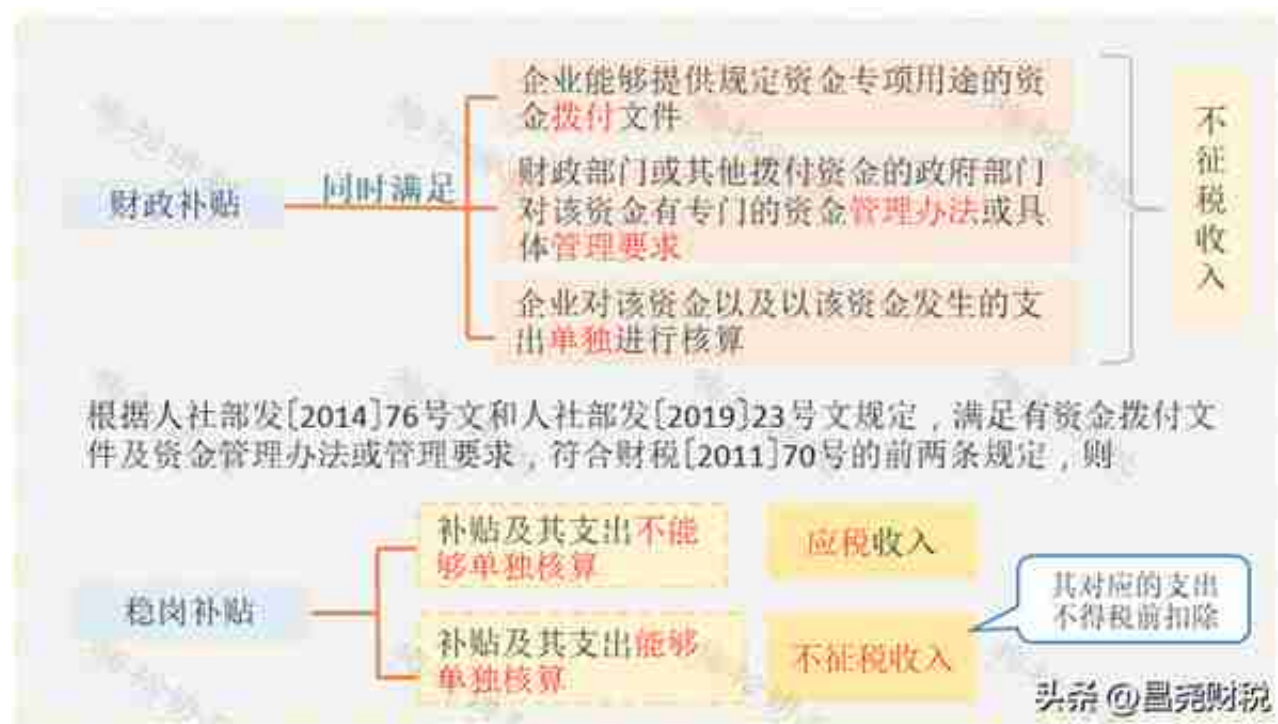 企业能够提供规定资金专项用途的资
金拨付文件
财政补贴
同时满足
财政部门或其他拨付资金的政府部门
对该资金有专门的资金管理办法或具
体管理要求
企业对该资金以及以该资金发生的支
出单独进行核算
不征税收入
根据人社部发[2014]76号文和人社部发[2019]23号文规定，满足有资金拨付文
件及资金管理办法或管理要求，符合财税[2011]70号的前两条规定，则
稳岗补贴
补贴及其支出不能
够单独核算
应税收入
补贴及其支出能够
单独核算
不征税收入
其对应的支出
不得税前扣除
头条 @昌尧财税